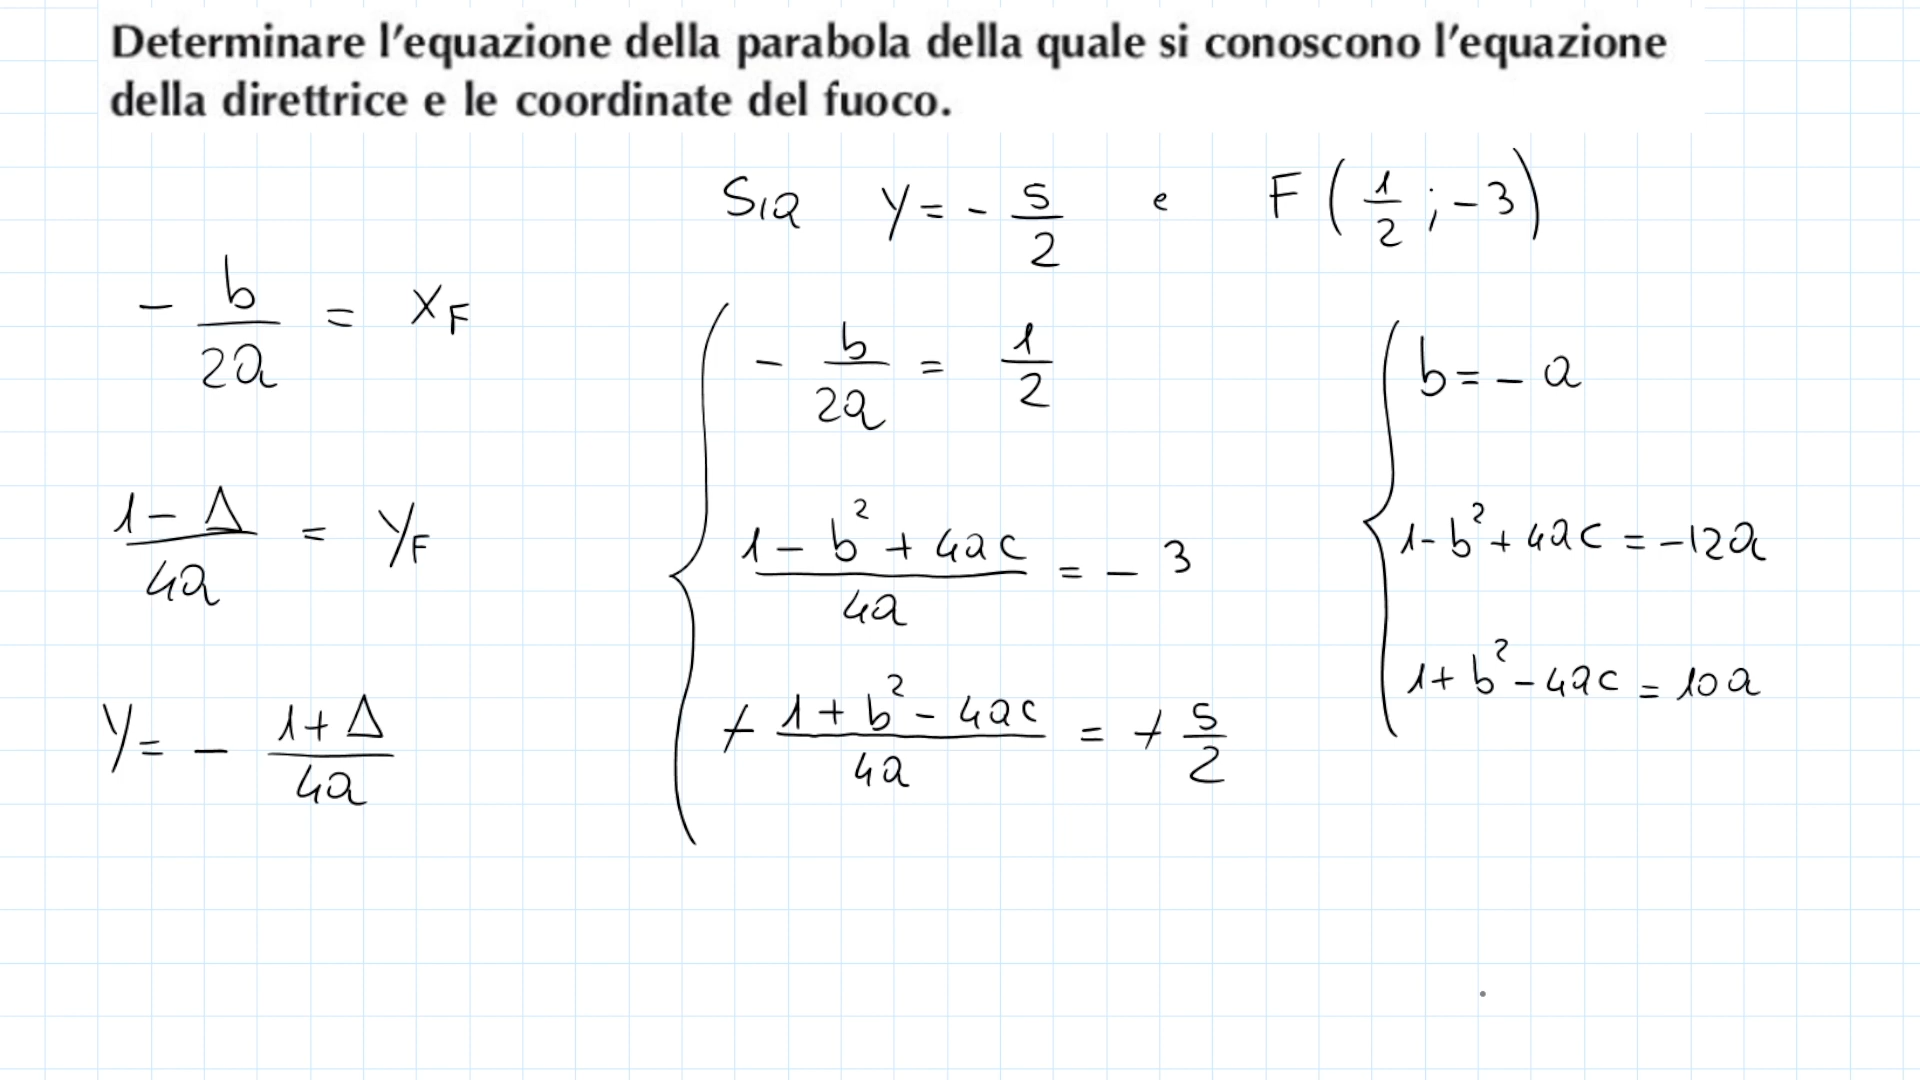 Determinare l'equazione della parabola della quale si conoscono l'equazione
della direttrice e le coordinate del fuoco.
Sia y = - 5/2 e F (1/2 ; -3)
- b/2a = xF
(1 - Δ)/4a = yF
y = - (1 + Δ)/4a
- b/2a = 1/2
(1 - b² + 4ac)/4a = - 3
+ (1 + b² - 4ac)/4a = + 5/2
b = - a
1 - b² + 4ac = -12a
1 + b² - 4ac = 10a